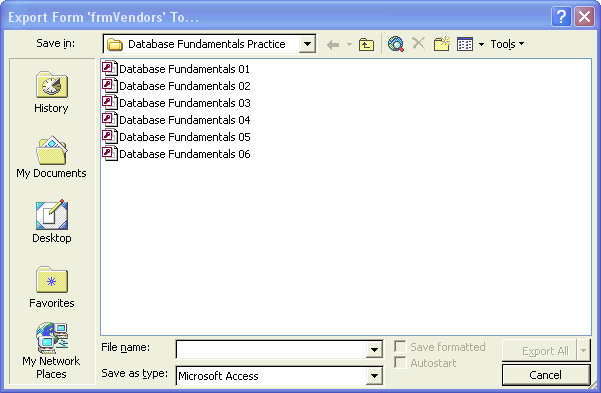 Export Form 'frmVendors' To...
Save in:
Database Fundamentals Practice
Tools
History
My Documents
Desktop
Favorites
My Network
Places
Database Fundamentals 01
Database Fundamentals 02
Database Fundamentals 03
Database Fundamentals 04
Database Fundamentals 05
Database Fundamentals 06
File name:
Save formatted
Export All
Autostart
Save as type:
Microsoft Access
Cancel